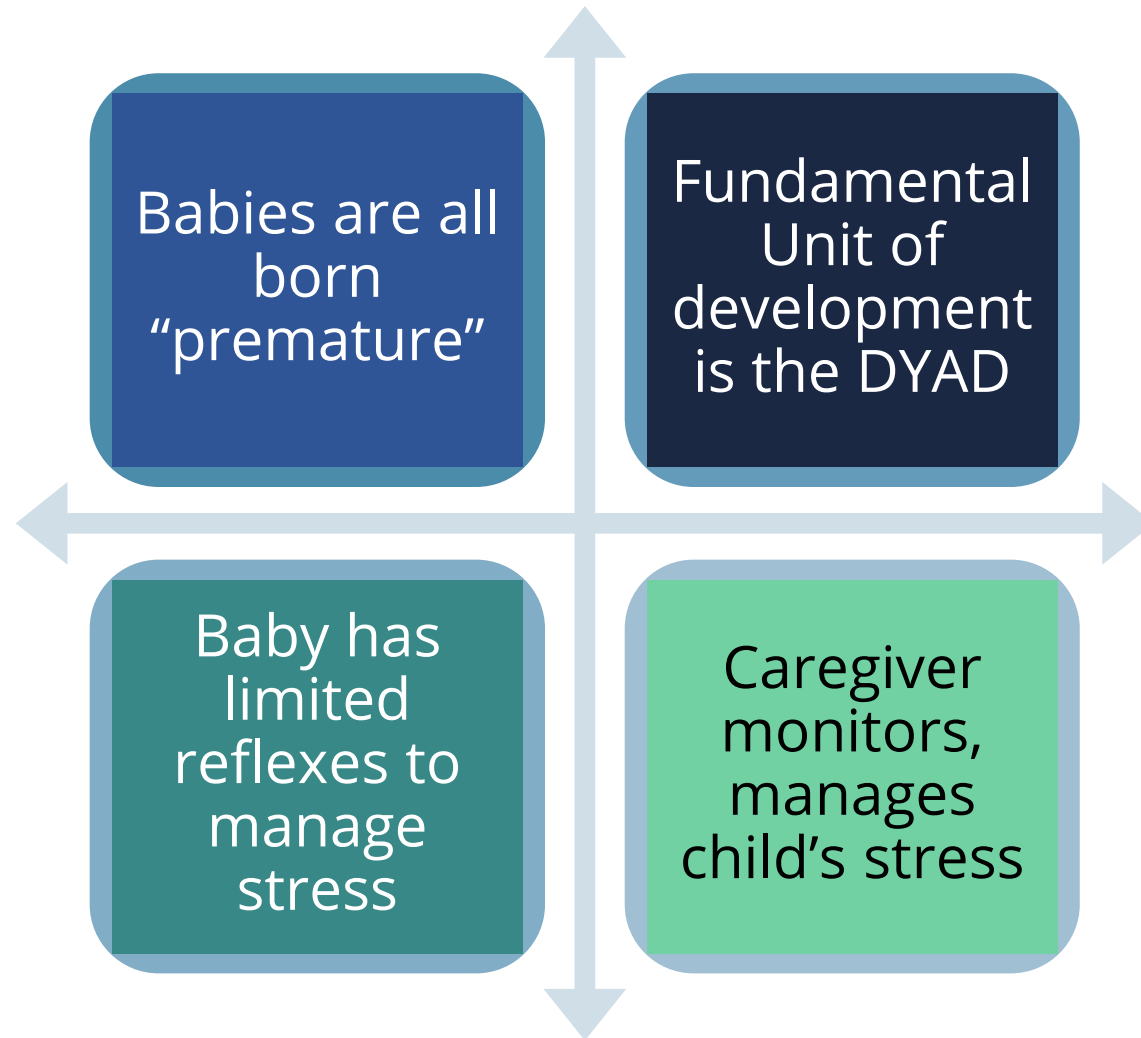 Babies are all
born
“premature”
Fundamental
Unit of
development
is the DYAD
Baby has
limited
reflexes to
manage
stress
Caregiver
monitors,
manages
child’s stress